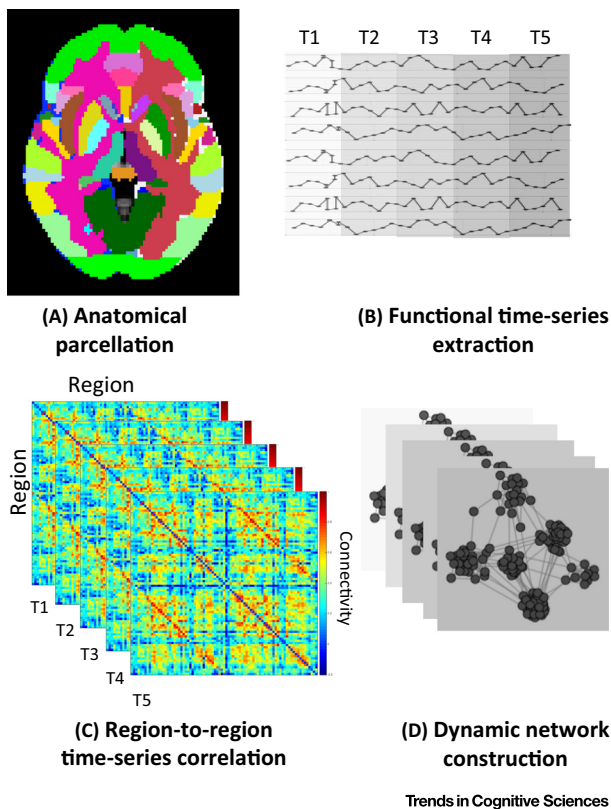 T1 T2 T3 T4 T5
(A) Anatomical
parcellation
(B) Functional time-series
extraction
Region
Region
Connectivity
T1
T2
T3
T4
T5
(C) Region-to-region
time-series correlation
(D) Dynamic network
construction
Trends in Cognitive Sciences